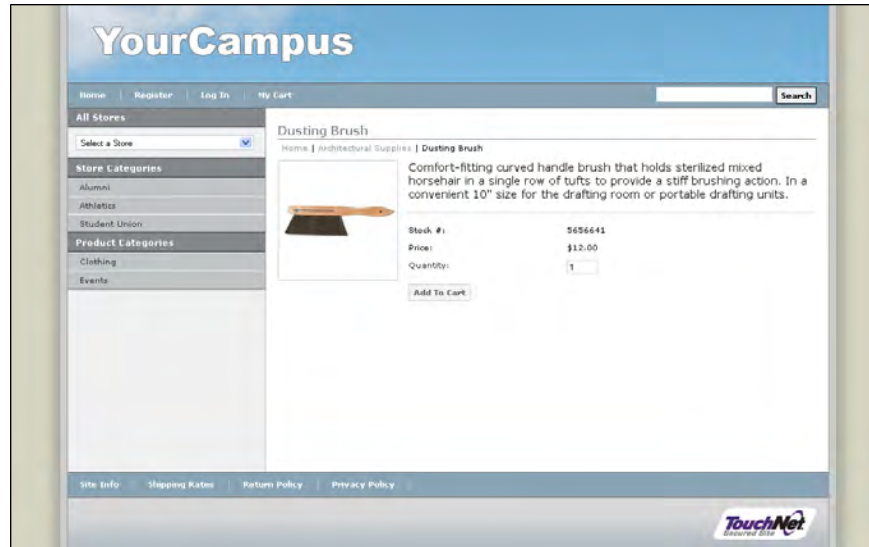 YourCampus
Home | Register | Log In | My Cart
Search
All Stores
Select a Store
Store Categories
Alumni
Athletics
Student Union
Product Categories
Clothing
Events
Dusting Brush
Home | Architectural Supplies | Dusting Brush
Comfort-fitting curved handle brush that holds sterilized mixed
horsehair in a single row of tufts to provide a stiff brushing action. In a
convenient 10" size for the drafting room or portable drafting units.
Stock #: 5656641
Price: $12.00
Quantity: 1
Add To Cart
Site Info | Shipping Rates | Return Policy | Privacy Policy
TouchNet
Secured Site